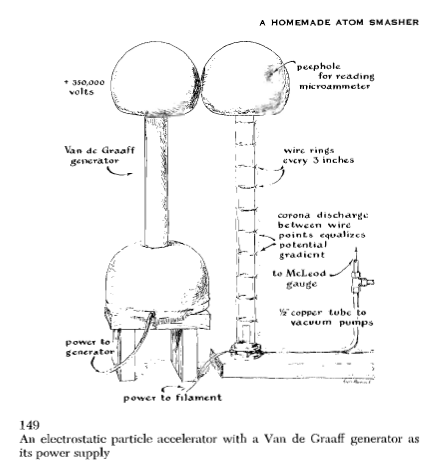 A HOMEMADE ATOM SMASHER
+ 350,000
volts
peephole
for reading
microammeter
Van de Graaff
generator
wire rings
every 3 inches
corona discharge
between wire
points equalizes
potential
gradient
to McLeod
gauge
½" copper tube to
vacuum pumps
power to
generator
power to filament
149
An electrostatic particle accelerator with a Van de Graaff generator as
its power supply